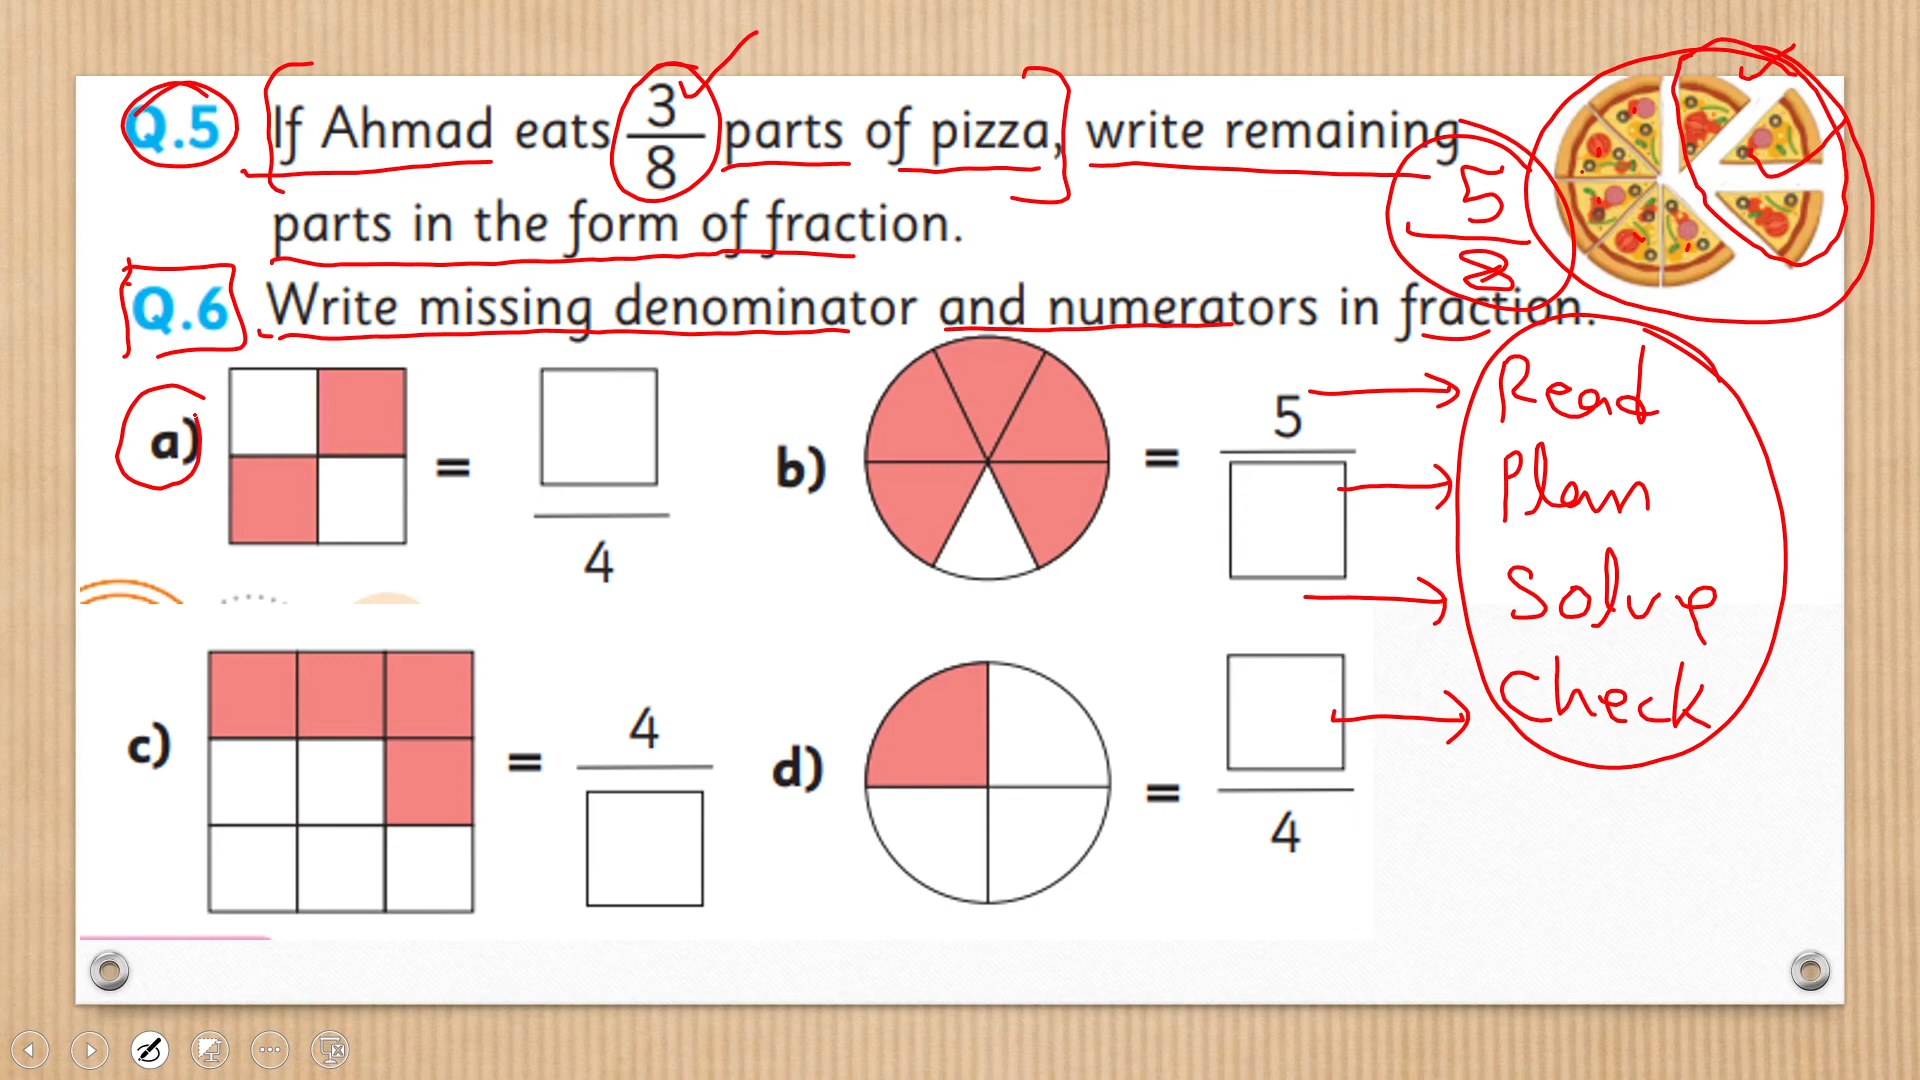 Q.5 If Ahmad eats 3/8 parts of pizza, write remaining
parts in the form of fraction.
5/8
Q.6 Write missing denominator and numerators in fraction.
a) = 4
b) = 5
c) = 4
d) = 4
Read
Plan
Solve
Check